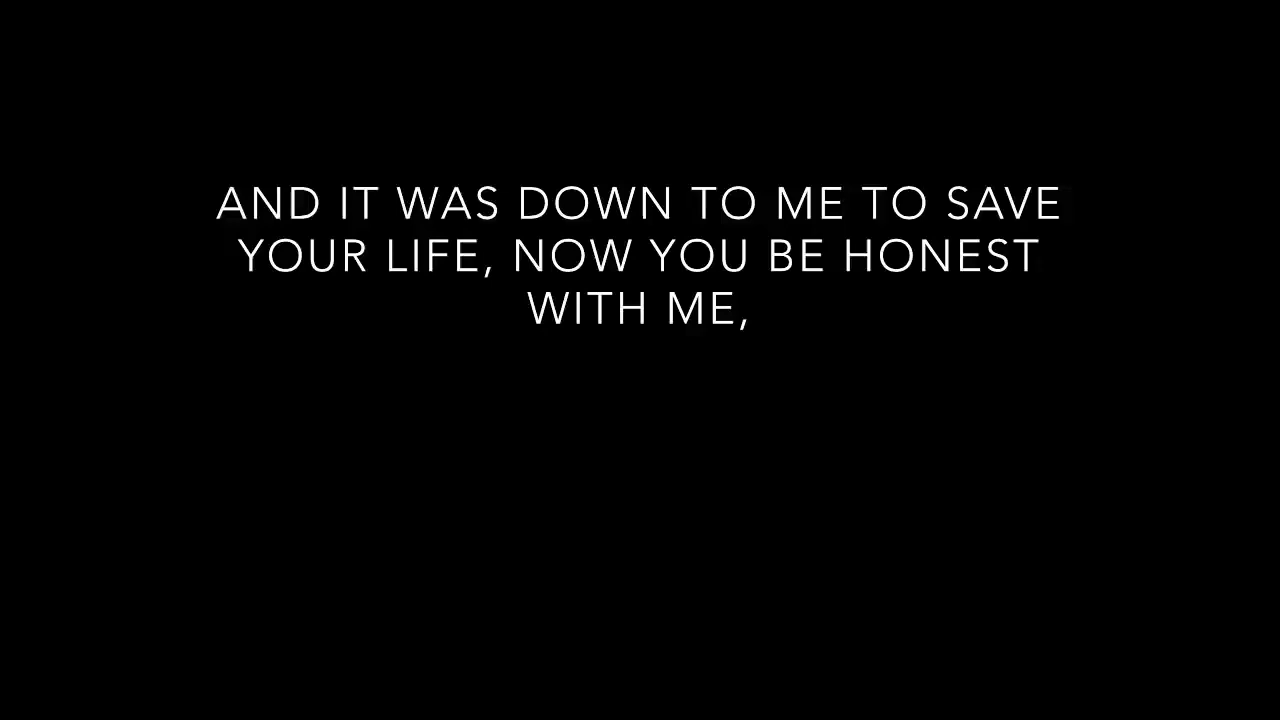 AND IT WAS DOWN TO ME TO SAVE
YOUR LIFE, NOW YOU BE HONEST
WITH ME,